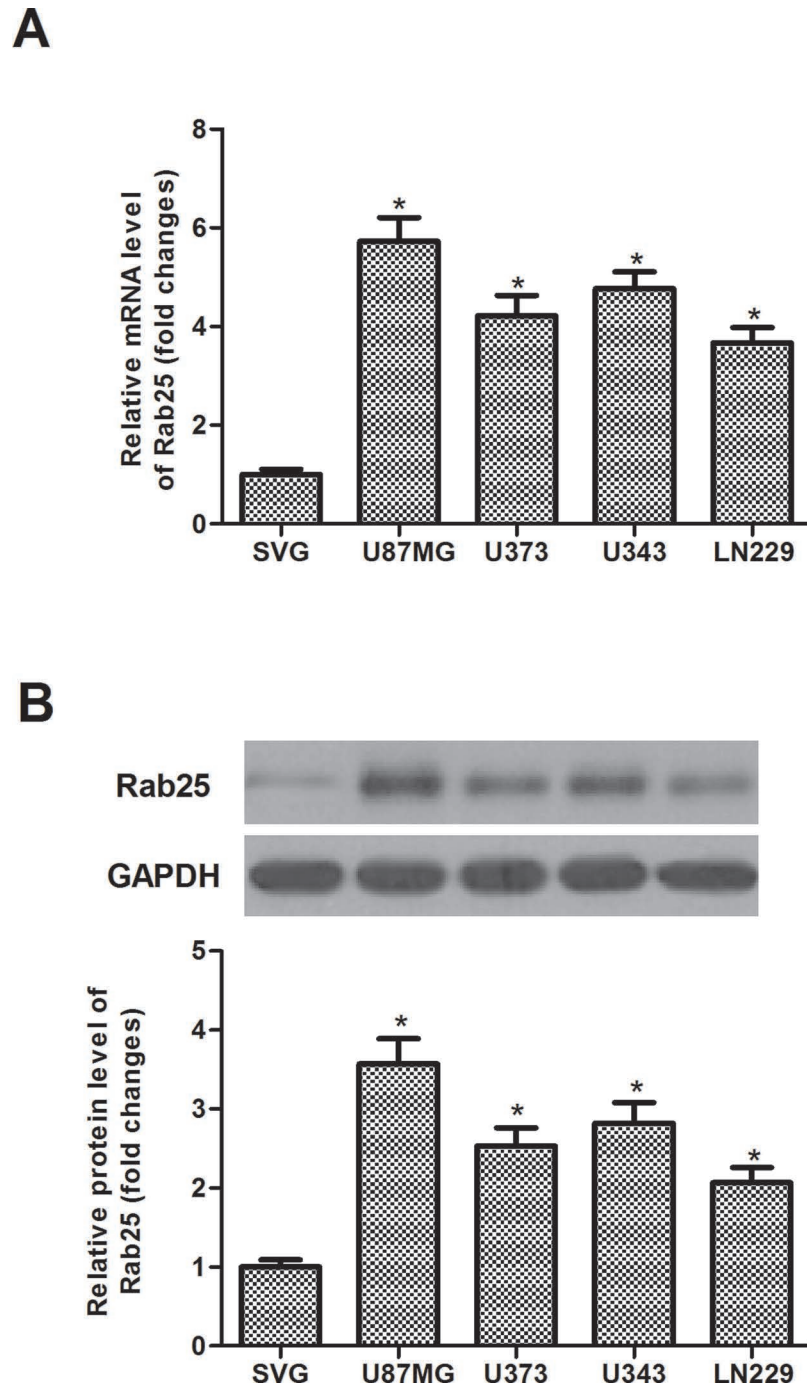 A
Relative mRNA level
of Rab25 (fold changes)
8
6
4
2
0
*
*
*
*
SVG U87MG U373 U343 LN229
B
Rab25
GAPDH
Relative protein level of
Rab25 (fold changes)
5
4
3
2
1
0
*
*
*
*
SVG U87MG U373 U343 LN229